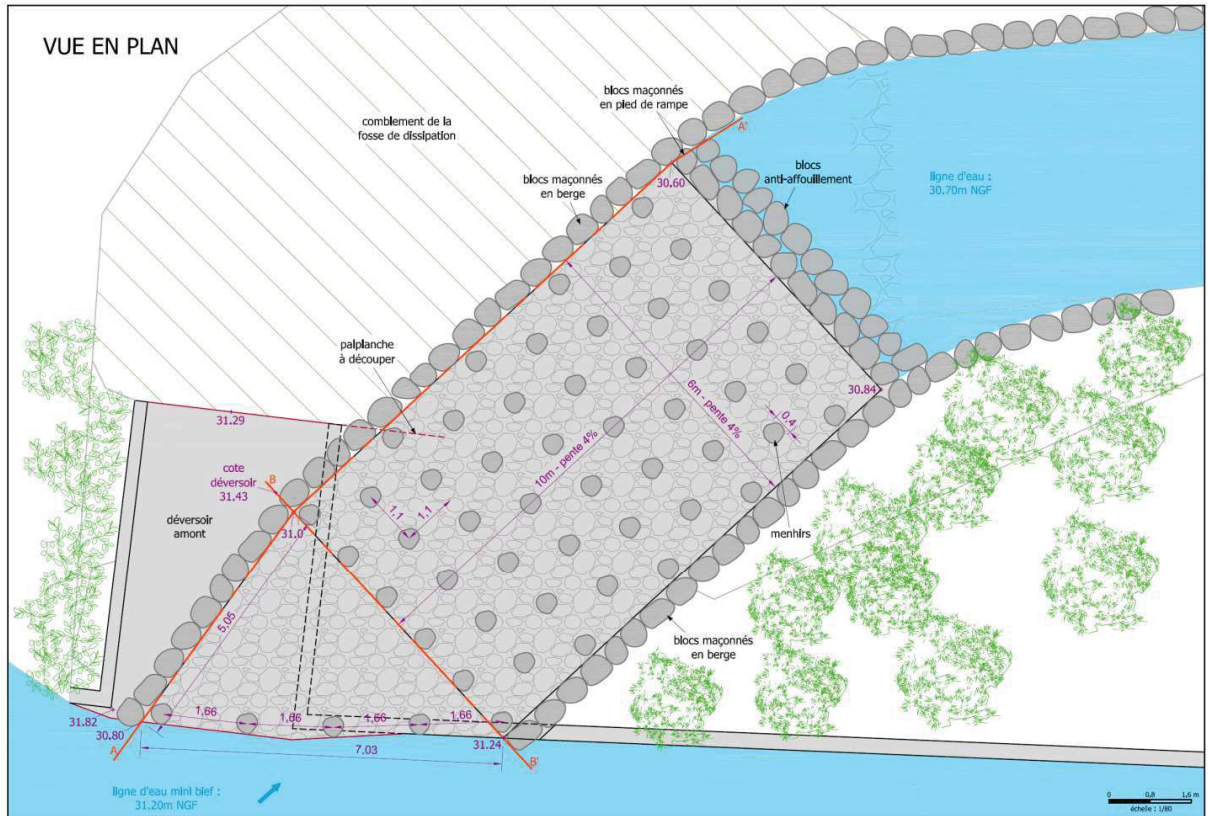 VUE EN PLAN
comblement de la
fosse de dissipation
blocs maçonnés
en pied de rampe
A'
blocs maçonnés
en berge
30.60
blocs
anti-affouillement
ligne d'eau :
30.70m NGF
palplanche
à découper
31.29
30.84
0,4
6m - pente 4%
10m - pente 4%
cote
déversoir
31.43
B
31.0
déversoir
amont
1,1
1,1
menhirs
5.05
blocs maçonnés
en berge
31.82
30.80
A
1,66
1,66
1,66
1,66
7,03
31.24
B'
ligne d'eau mini bief :
31.20m NGF
0
0,8
1,6 m
échelle : 1/80